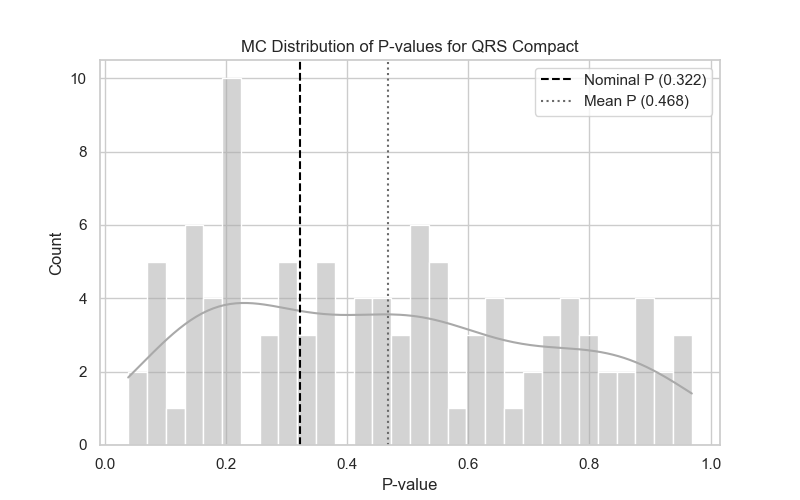 MC Distribution of P-values for QRS Compact
Nominal P (0.322)
Mean P (0.468)
Count
10
8
6
4
2
0
0.0 0.2 0.4 0.6 0.8 1.0
P-value